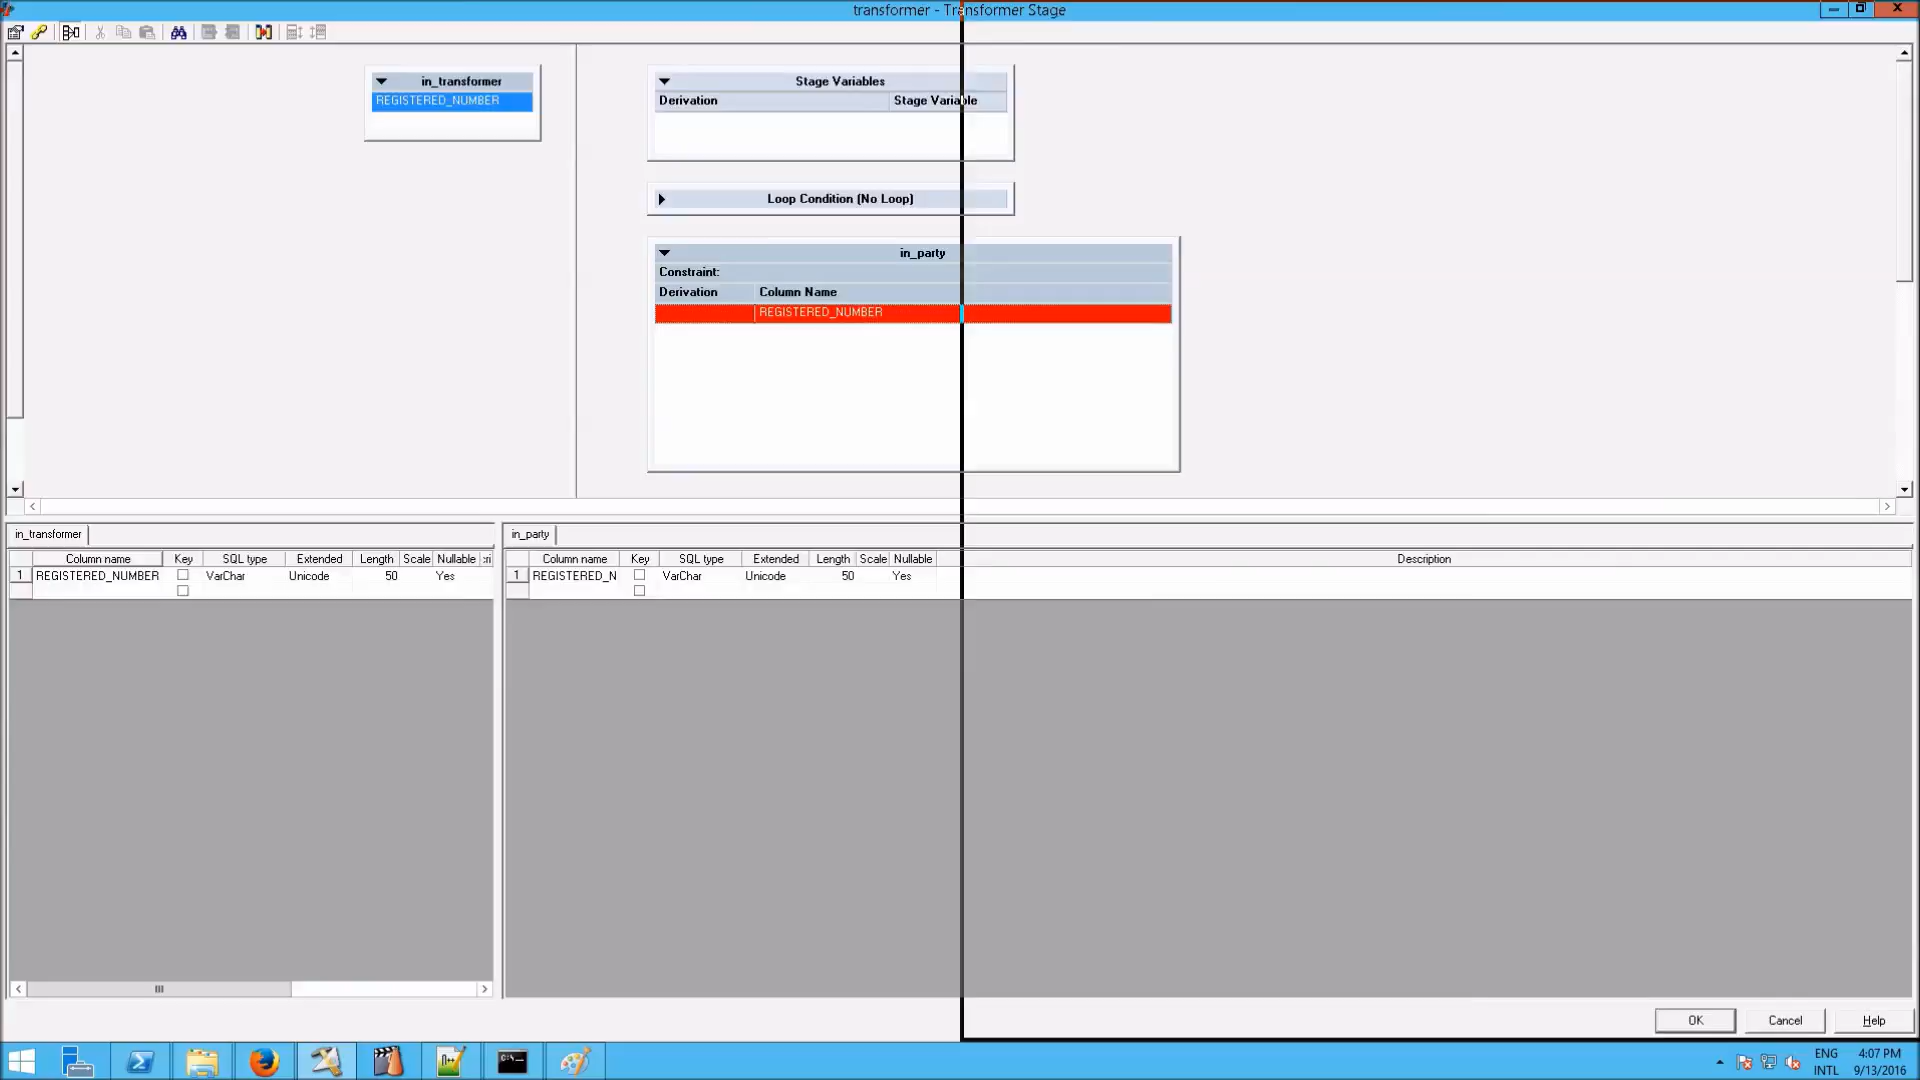 transformer - Transformer Stage
in_transformer
REGISTERED_NUMBER
Stage Variables
Derivation Stage Variable
Loop Condition (No Loop)
in_party
Constraint:
Derivation Column Name
REGISTERED_NUMBER
in_transformer
Column name Key SQL type Extended Length Scale Nullable
1 REGISTERED_NUMBER VarChar Unicode 50 Yes
in_party
Column name Key SQL type Extended Length Scale Nullable Description
1 REGISTERED_N VarChar Unicode 50 Yes
OK Cancel Help
ENG 4:07 PM
INTL 9/13/2016